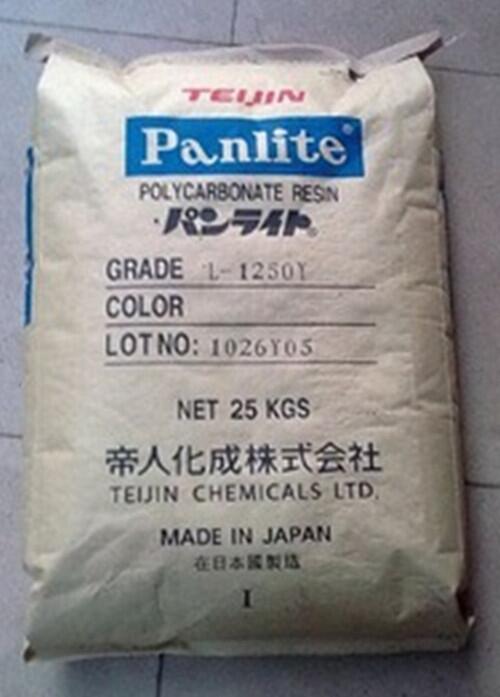 TEIJIN
Panlite®
POLYCARBONATE RESIN
パンライト®
GRADE L-1250Y
COLOR
LOT NO: 1026Y05
NET 25 KGS
帝人化成株式会社
TEIJIN CHEMICALS LTD.
MADE IN JAPAN
在日本國製造
I